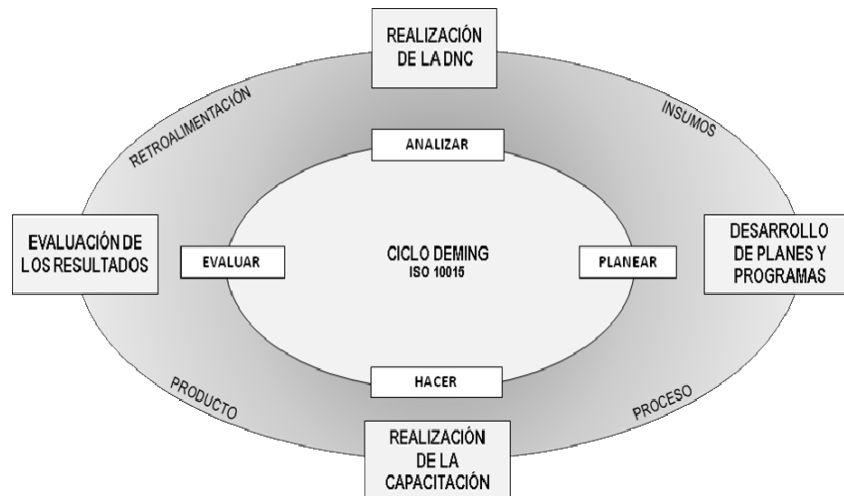 REALIZACIÓN
DE LA DNC
RETROALIMENTACIÓN
INSUMOS
ANALIZAR
EVALUACIÓN DE
LOS RESULTADOS
EVALUAR
CICLO DEMING
ISO 10015
PLANEAR
DESARROLLO
DE PLANES Y
PROGRAMAS
HACER
PRODUCTO
PROCESO
REALIZACIÓN
DE LA
CAPACITACIÓN